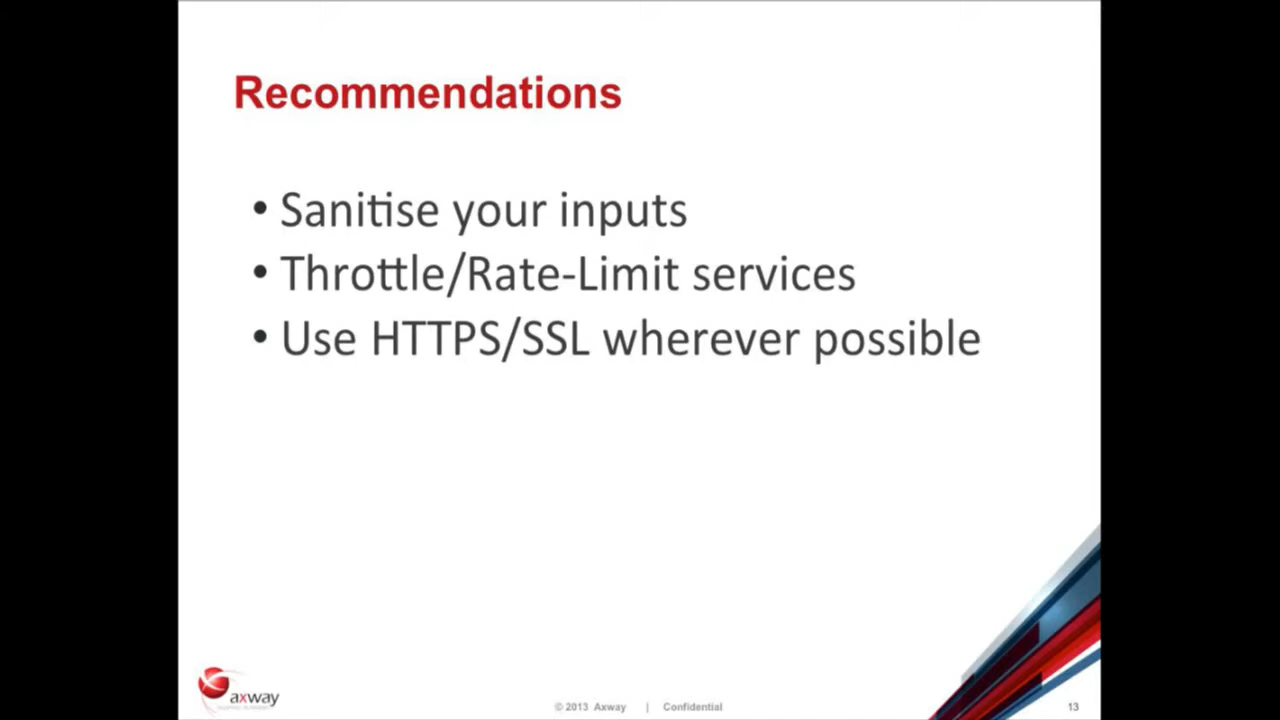 Recommendations
• Sanitise your inputs
• Throttle/Rate-Limit services
• Use HTTPS/SSL wherever possible
axway
© 2013 Axway | Confidential
13